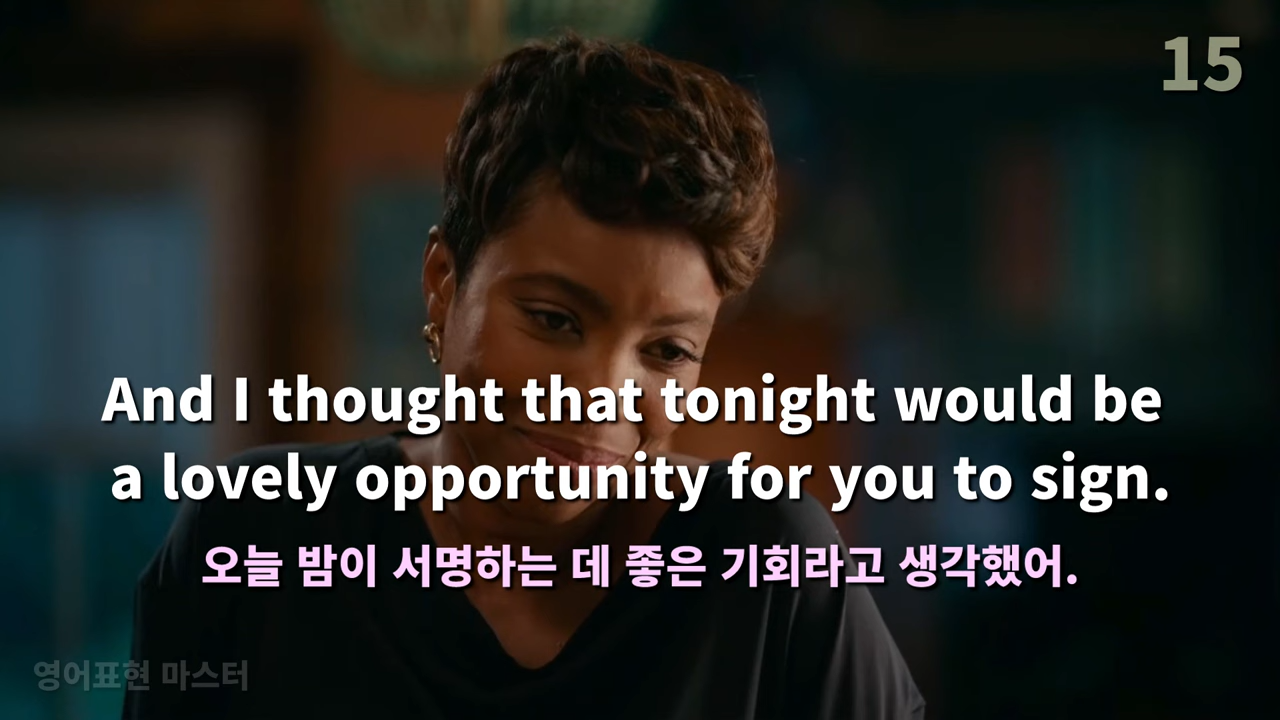 15
And I thought that tonight would be
a lovely opportunity for you to sign.
오늘 밤이 서명하는 데 좋은 기회라고 생각했어.
영어표현 마스터